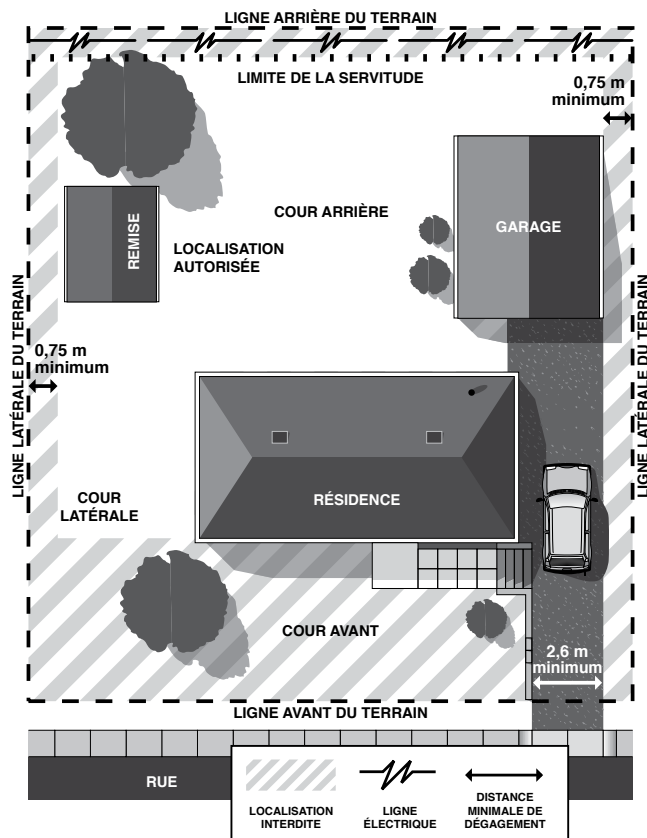 LIGNE ARRIÈRE DU TERRAIN
LIMITE DE LA SERVITUDE
0,75 m
minimum
COUR ARRIÈRE
GARAGE
REMISE
LOCALISATION
AUTORISÉE
LIGNE LATÉRALE DU TERRAIN
LIGNE LATÉRALE DU TERRAIN
0,75 m
minimum
COUR
LATÉRALE
RÉSIDENCE
COUR AVANT
2,6 m
minimum
LIGNE AVANT DU TERRAIN
RUE
LOCALISATION
INTERDITE
LIGNE
ÉLECTRIQUE
DISTANCE
MINIMALE DE
DÉGAGEMENT